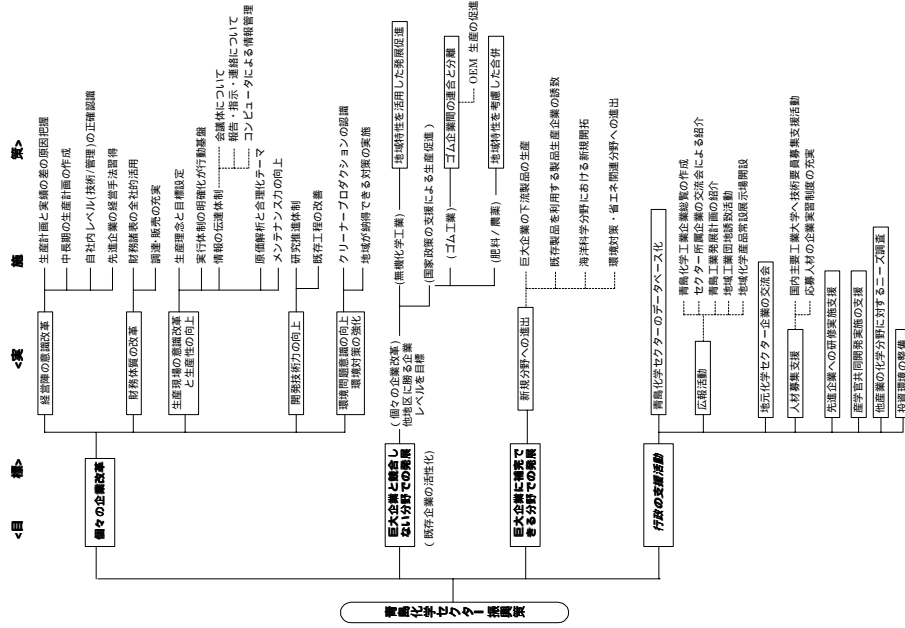 <目　標>
<実　施　策>
青島化学セクター 振興策
個々の企業改革
経営陣の意識改革
生産計画と実績の差の原因把握
中長期の生産計画の作成
自社内レベル(技術/管理)の正確認識
先進企業の経営手法習得
財務体質の改革
財務諸表の全社的活用
調達・販売の充実
生産現場の意識改革
と生産性の向上
生産理念と目標設定
実行体制の明確化が行動基盤
情報の伝達体制
会議体について
報告・指示・連絡について
コンピュータによる情報管理
原価解析と合理化テーマ
メンテナンス力の向上
開発技術力の向上
研究推進体制
既存工程の改善
環境問題意識の向上
環境対策の強化
クリーナープロダクションの認識
地域が納得できる対策の実施
巨大企業と競合し
ない分野での発展
(既存企業の活性化)
(個々の企業改革)
他地区に勝る企業
レベルを目標
(無機化学工業)
地域特性を活用した発展促進
(国家政策の支援による生産促進)
(ゴム工業)
ゴム企業間の連合と分離
OEM 生産の促進
(肥料/農薬)
地域特性を考慮した合併
巨大企業に補完で
きる分野での発展
新規分野への進出
巨大企業の下流製品の生産
既存製品を利用する製品生産企業の誘致
海洋科学分野における新規開拓
環境対策・省エネ関連分野への進出
行政の支援活動
青島化学セクターのデータベース化
広報活動
青島化学工業企業総覧の作成
セクター所属企業の交流会による紹介
青島工業発展計画の紹介
地域工業団地誘致活動
地域化学産品常設展示場開設
地元化学セクター企業の交流会
人材募集支援
国内主要工業大学へ技術要員募集支援活動
応募人材の企業実習制度の充実
先進企業への研修実施支援
産学官共同開発実施の支援
他産業の化学分野に対するニーズ調査
投資環境の整備